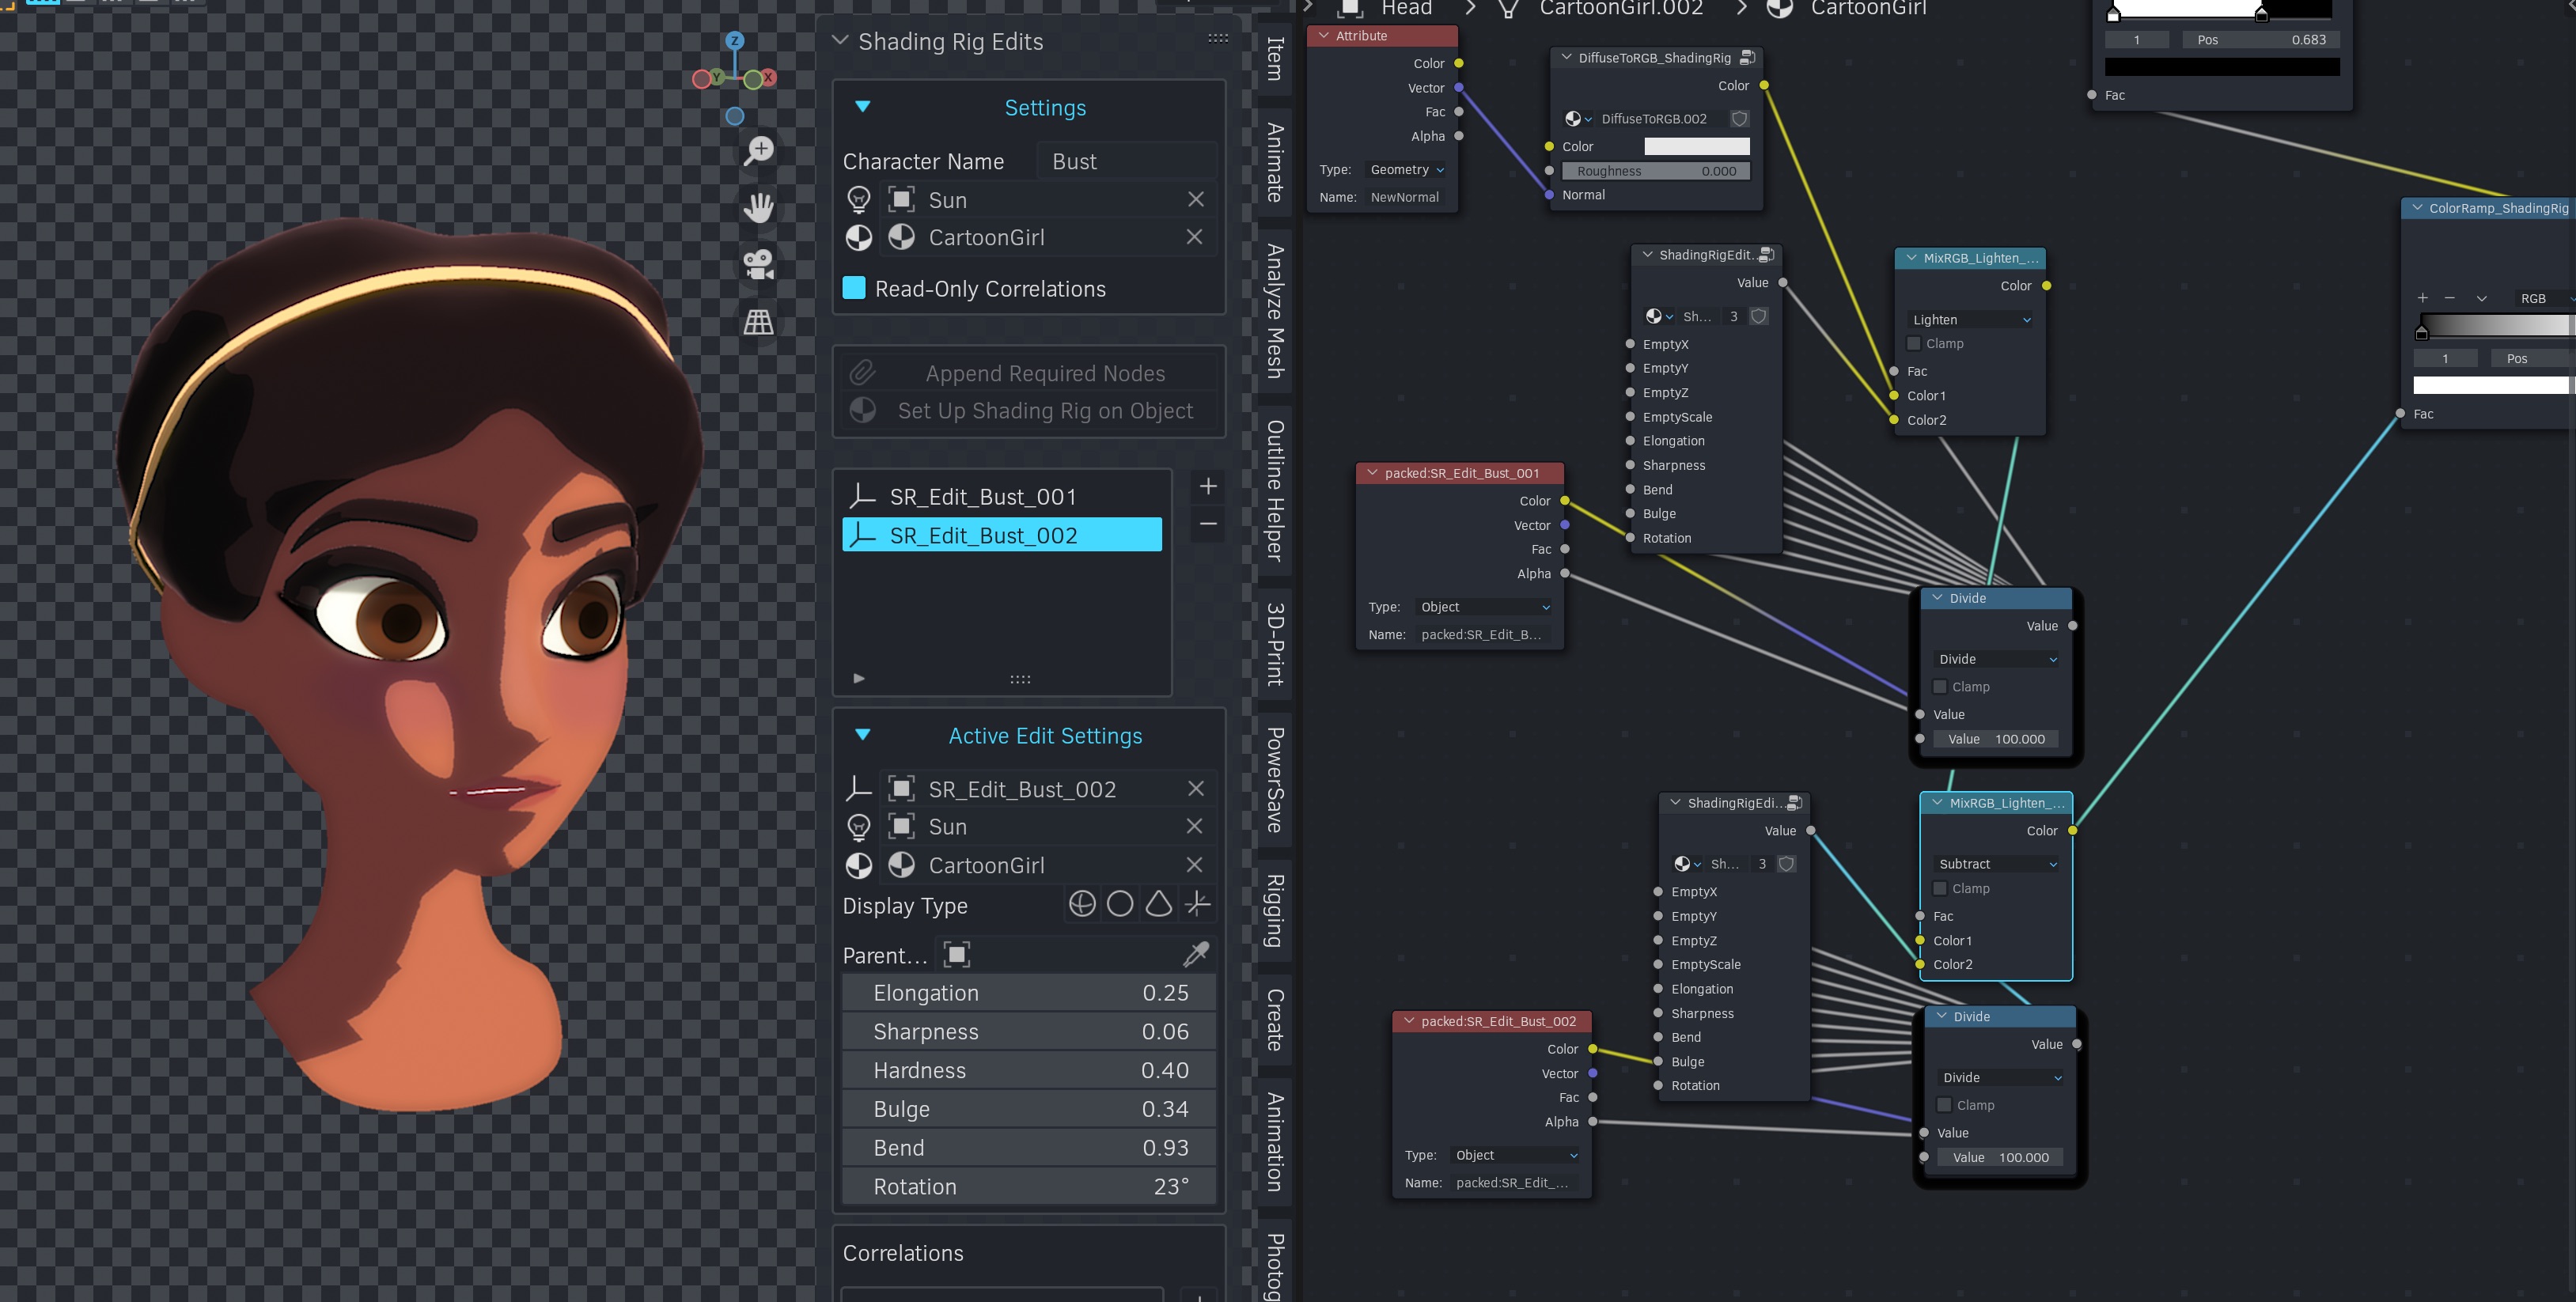 Z
Y
X
Shading Rig Edits
Settings
Character Name Bust
Sun
CartoonGirl
Read-Only Correlations
Append Required Nodes
Set Up Shading Rig on Object
SR_Edit_Bust_001
SR_Edit_Bust_002
Active Edit Settings
SR_Edit_Bust_002
Sun
CartoonGirl
Display Type
Parent...
Elongation 0.25
Sharpness 0.06
Hardness 0.40
Bulge 0.34
Bend 0.93
Rotation 23°
Correlations
Item
Animate
Analyze Mesh
Outline Helper
3D-Print
PowerSave
Rigging
Create
Animation
Photog
Head > CartoonGirl.002 > CartoonGirl
Attribute
Color
Vector
Fac
Alpha
Type: Geometry
Name: NewNormal
DiffuseToRGB_ShadingRig
Color
DiffuseToRGB.002
Color
Roughness 0.000
Normal
1 Pos 0.683
Fac
ColorRamp_ShadingRig
RGB
1 Pos
Fac
ShadingRigEdit...
Value
Sh... 3
EmptyX
EmptyY
EmptyZ
EmptyScale
Elongation
Sharpness
Bend
Bulge
Rotation
MixRGB_Lighten_...
Color
Lighten
Clamp
Fac
Color1
Color2
packed:SR_Edit_Bust_001
Color
Vector
Fac
Alpha
Type: Object
Name: packed:SR_Edit_B...
Divide
Value
Divide
Clamp
Value
Value 100.000
ShadingRigEdi...
Value
Sh... 3
EmptyX
EmptyY
EmptyZ
EmptyScale
Elongation
Sharpness
Bend
Bulge
Rotation
MixRGB_Lighten_...
Color
Subtract
Clamp
Fac
Color1
Color2
packed:SR_Edit_Bust_002
Color
Vector
Fac
Alpha
Type: Object
Name: packed:SR_Edit_...
Divide
Value
Divide
Clamp
Value
Value 100.000